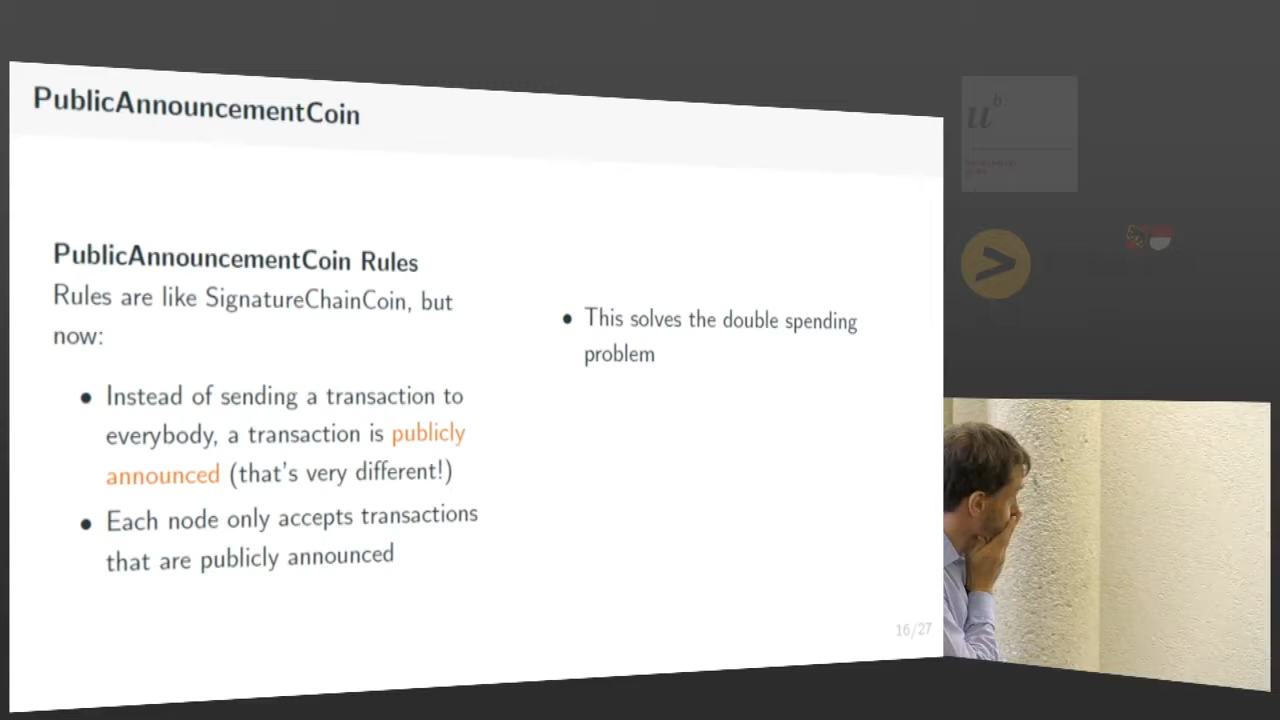 PublicAnnouncementCoin
PublicAnnouncementCoin Rules
Rules are like SignatureChainCoin, but
now:
• Instead of sending a transaction to
everybody, a transaction is publicly
announced (that's very different!)
• Each node only accepts transactions
that are publicly announced
• This solves the double spending
problem
16/27
u
b